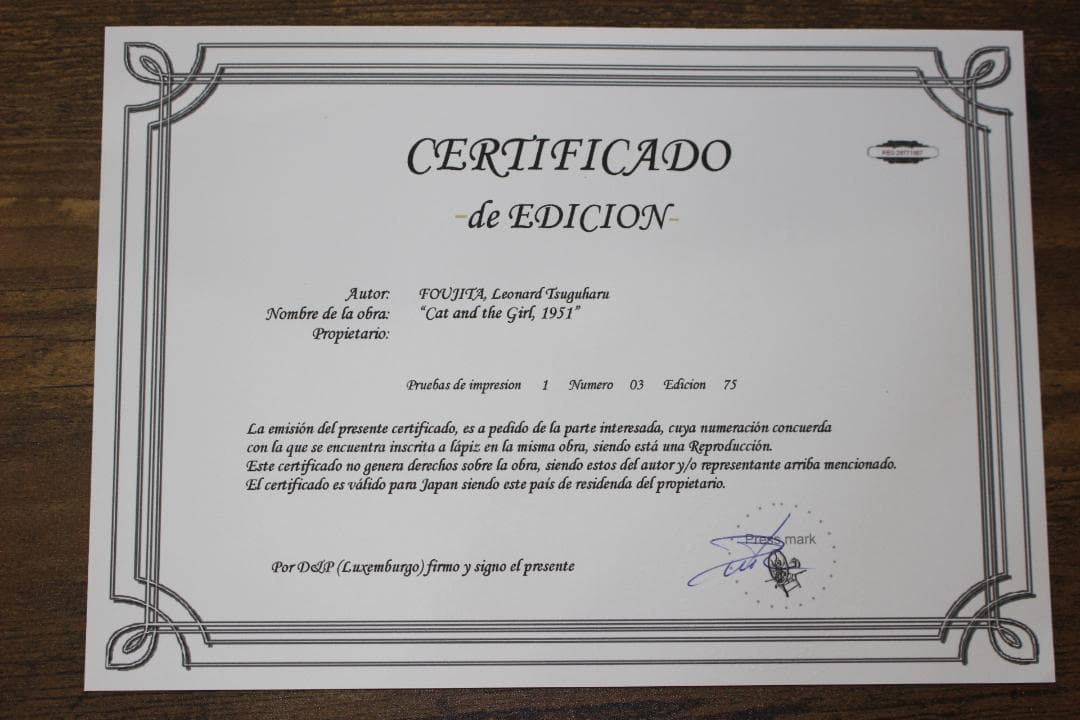 CERTIFICADO
-de EDICION-
Autor: FOUJITA, Leonard Tsuguharu
Nombre de la obra: "Cat and the Girl, 1951"
Propietario:
Pruebas de impresion 1 Numero 03 Edicion 75
La emisión del presente certificado, es a pedido de la parte interesada, cuya numeración concuerda
con la que se encuentra inscrita a lápiz en la misma obra, siendo está una Reproducción.
Este certificado no genera derechos sobre la obra, siendo estos del autor y/o representante arriba mencionado.
El certificado es válido para Japan siendo este país de residenda del propietario.
Press mark
Por D&P (Luxemburgo) firmo y signo el presente